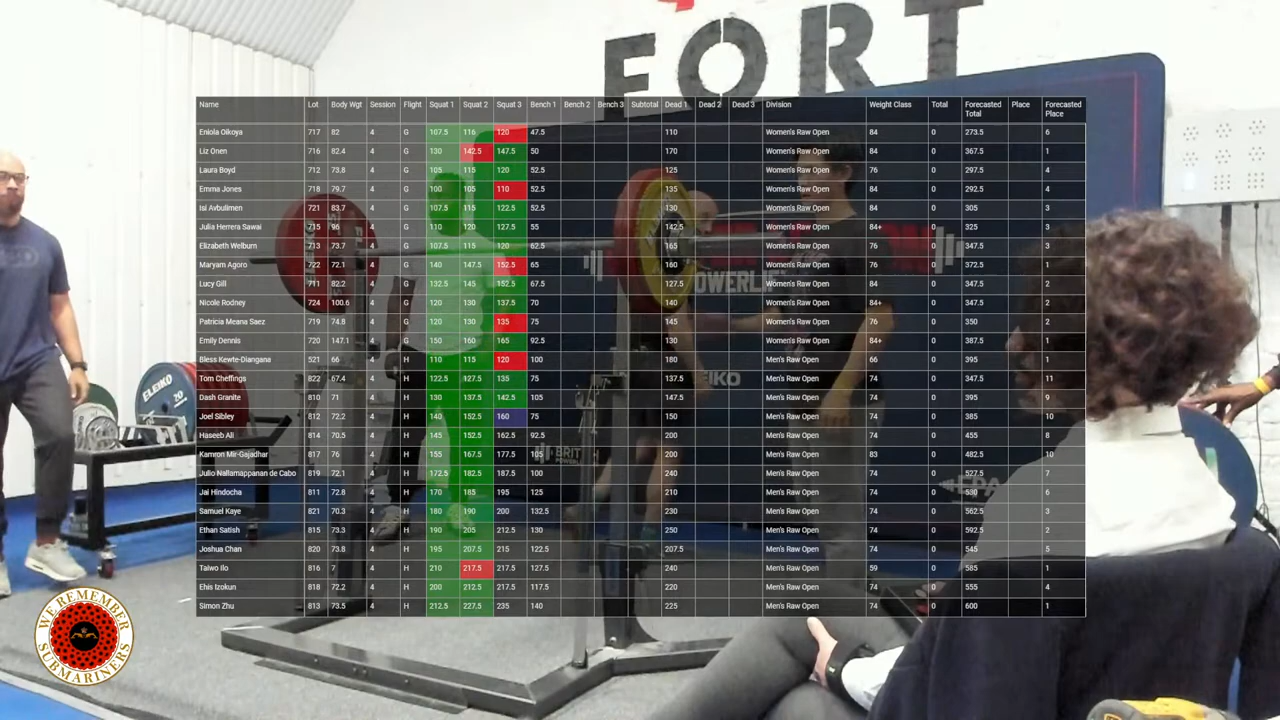 FORT
Name Lot Body Wgt Session Flight Squat 1 Squat 2 Squat 3 Bench 1 Bench 2 Bench 3 Subtotal Dead 1 Dead 2 Dead 3 Division Weight Class Total Forecasted Total Place Forecasted Place
Eniola Oikoya 717 82 4 G 107.5 116 120 47.5 110 Women's Raw Open 84 0 273.5 6
Liz Onen 716 82.4 4 G 130 142.5 147.5 50 170 Women's Raw Open 84 0 367.5 1
Laura Boyd 712 73.8 4 G 105 115 120 52.5 125 Women's Raw Open 76 0 297.5 4
Emma Jones 718 79.7 4 G 100 105 110 52.5 135 Women's Raw Open 84 0 292.5 4
Isi Avbulimen 721 83.7 4 G 107.5 115 122.5 52.5 130 Women's Raw Open 84 0 305 3
Julia Herrera Sawai 715 96 4 G 110 120 127.5 55 142.5 Women's Raw Open 84+ 0 325 3
Elizabeth Welburn 713 73.7 4 G 107.5 115 120 62.5 165 Women's Raw Open 76 0 347.5 3
Maryam Agoro 722 72.1 4 G 140 147.5 152.5 65 160 Women's Raw Open 76 0 372.5 1
Lucy Gill 711 82.2 4 G 132.5 145 152.5 67.5 127.5 Women's Raw Open 84 0 347.5 2
Nicole Rodney 724 100.6 4 G 120 130 137.5 70 140 Women's Raw Open 84+ 0 347.5 2
Patricia Meana Saez 719 74.8 4 G 120 130 135 75 145 Women's Raw Open 76 0 350 2
Emily Dennis 720 147.1 4 G 150 160 165 92.5 130 Women's Raw Open 84+ 0 387.5 1
Bless Kewte-Diangana 521 66 4 H 110 115 120 100 180 Men's Raw Open 66 0 395 1
Tom Cheffings 822 67.4 4 H 122.5 127.5 135 75 137.5 Men's Raw Open 74 0 347.5 11
Dash Granite 810 71 4 H 130 137.5 142.5 105 147.5 Men's Raw Open 74 0 395 9
Joel Sibley 812 72.2 4 H 140 152.5 160 75 150 Men's Raw Open 74 0 385 10
Haseeb Ali 814 70.5 4 H 145 152.5 162.5 92.5 200 Men's Raw Open 74 0 455 8
Kamron Mir-Gajadhar 817 76 4 H 155 167.5 177.5 105 200 Men's Raw Open 83 0 482.5 10
Julio Nallamappanan de Cabo 819 72.1 4 H 172.5 182.5 187.5 100 240 Men's Raw Open 74 0 527.5 7
Jai Hindocha 811 72.8 4 H 170 185 195 125 210 Men's Raw Open 74 0 530 6
Samuel Kaye 821 70.3 4 H 180 190 200 132.5 230 Men's Raw Open 74 0 562.5 3
Ethan Satish 815 73.3 4 H 190 205 212.5 130 250 Men's Raw Open 74 0 592.5 2
Joshua Chan 820 73.8 4 H 195 207.5 215 122.5 207.5 Men's Raw Open 74 0 545 5
Taiwo Ilo 816 7 4 H 210 217.5 217.5 127.5 240 Men's Raw Open 59 0 585 1
Ehis Izokun 818 72.2 4 H 200 212.5 217.5 117.5 220 Men's Raw Open 74 0 555 4
Simon Zhu 813 73.5 4 H 212.5 227.5 235 140 225 Men's Raw Open 74 0 600 1
ELEIKO
20
WE REMEMBER
SUBMARINERS